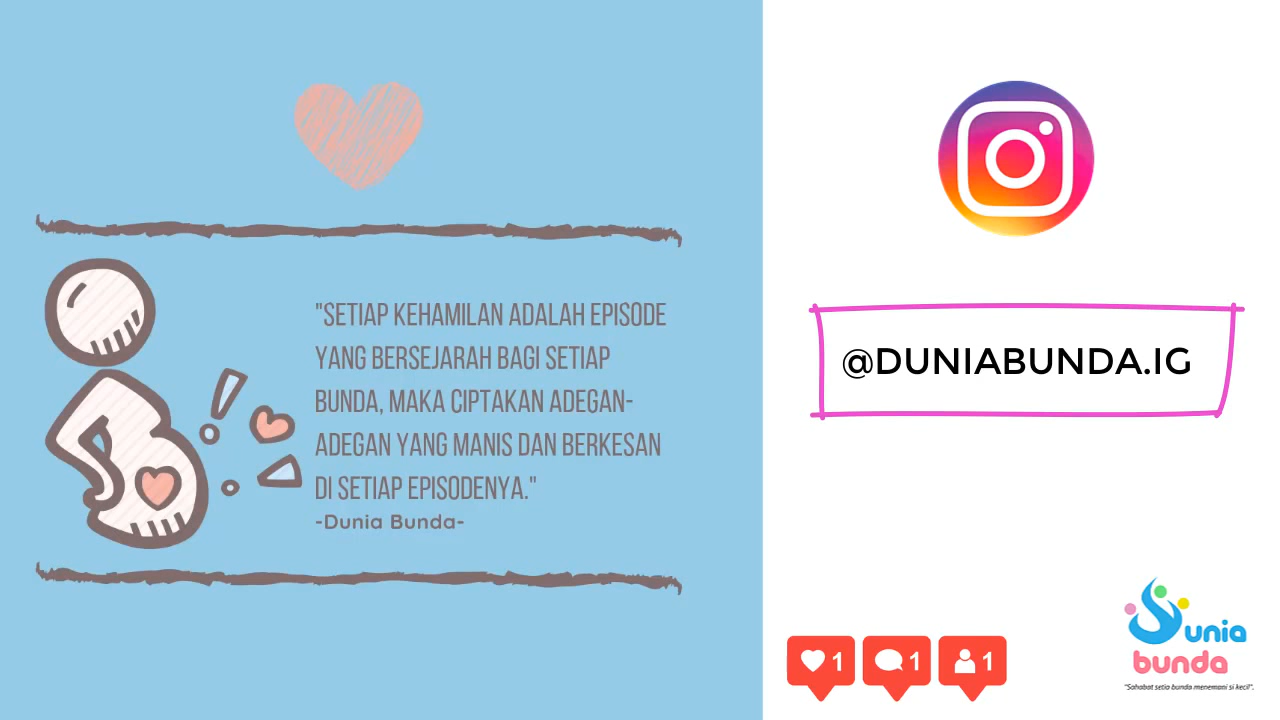 "SETIAP KEHAMILAN ADALAH EPISODE
YANG BERSEJARAH BAGI SETIAP
BUNDA, MAKA CIPTAKAN ADEGAN-
ADEGAN YANG MANIS DAN BERKESAN
DI SETIAP EPISODENYA."
-Dunia Bunda-
@DUNIABUNDA.IG
1 1 1
Dunia
bunda
"Sahabat setia bunda menemani si kecil".